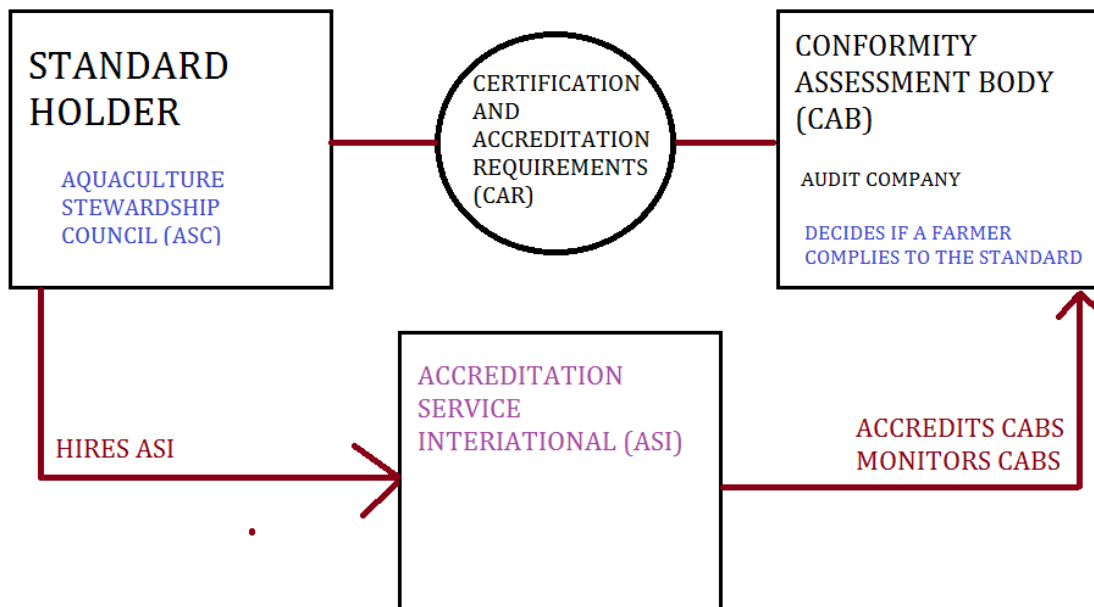 STANDARD
HOLDER
AQUACULTURE
STEWARDSHIP
COUNCIL (ASC)
CERTIFICATION
AND
ACCREDITATION
REQUIREMENTS
(CAR)
CONFORMITY
ASSESSMENT BODY
(CAB)
AUDIT COMPANY
DECIDES IF A FARMER
COMPLIES TO THE STANDARD
HIRES ASI
ACCREDITATION
SERVICE
INTERIATIONAL (ASI)
ACCREDITS CABS
MONITORS CABS